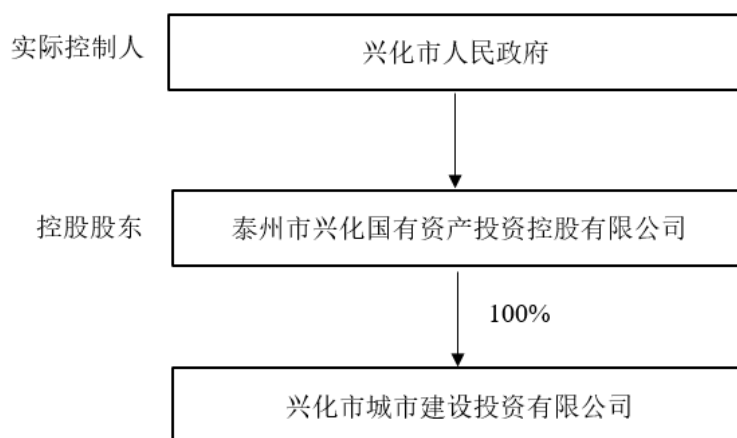 实际控制人
兴化市人民政府
控股股东
泰州市兴化国有资产投资控股有限公司
100%
兴化市城市建设投资有限公司